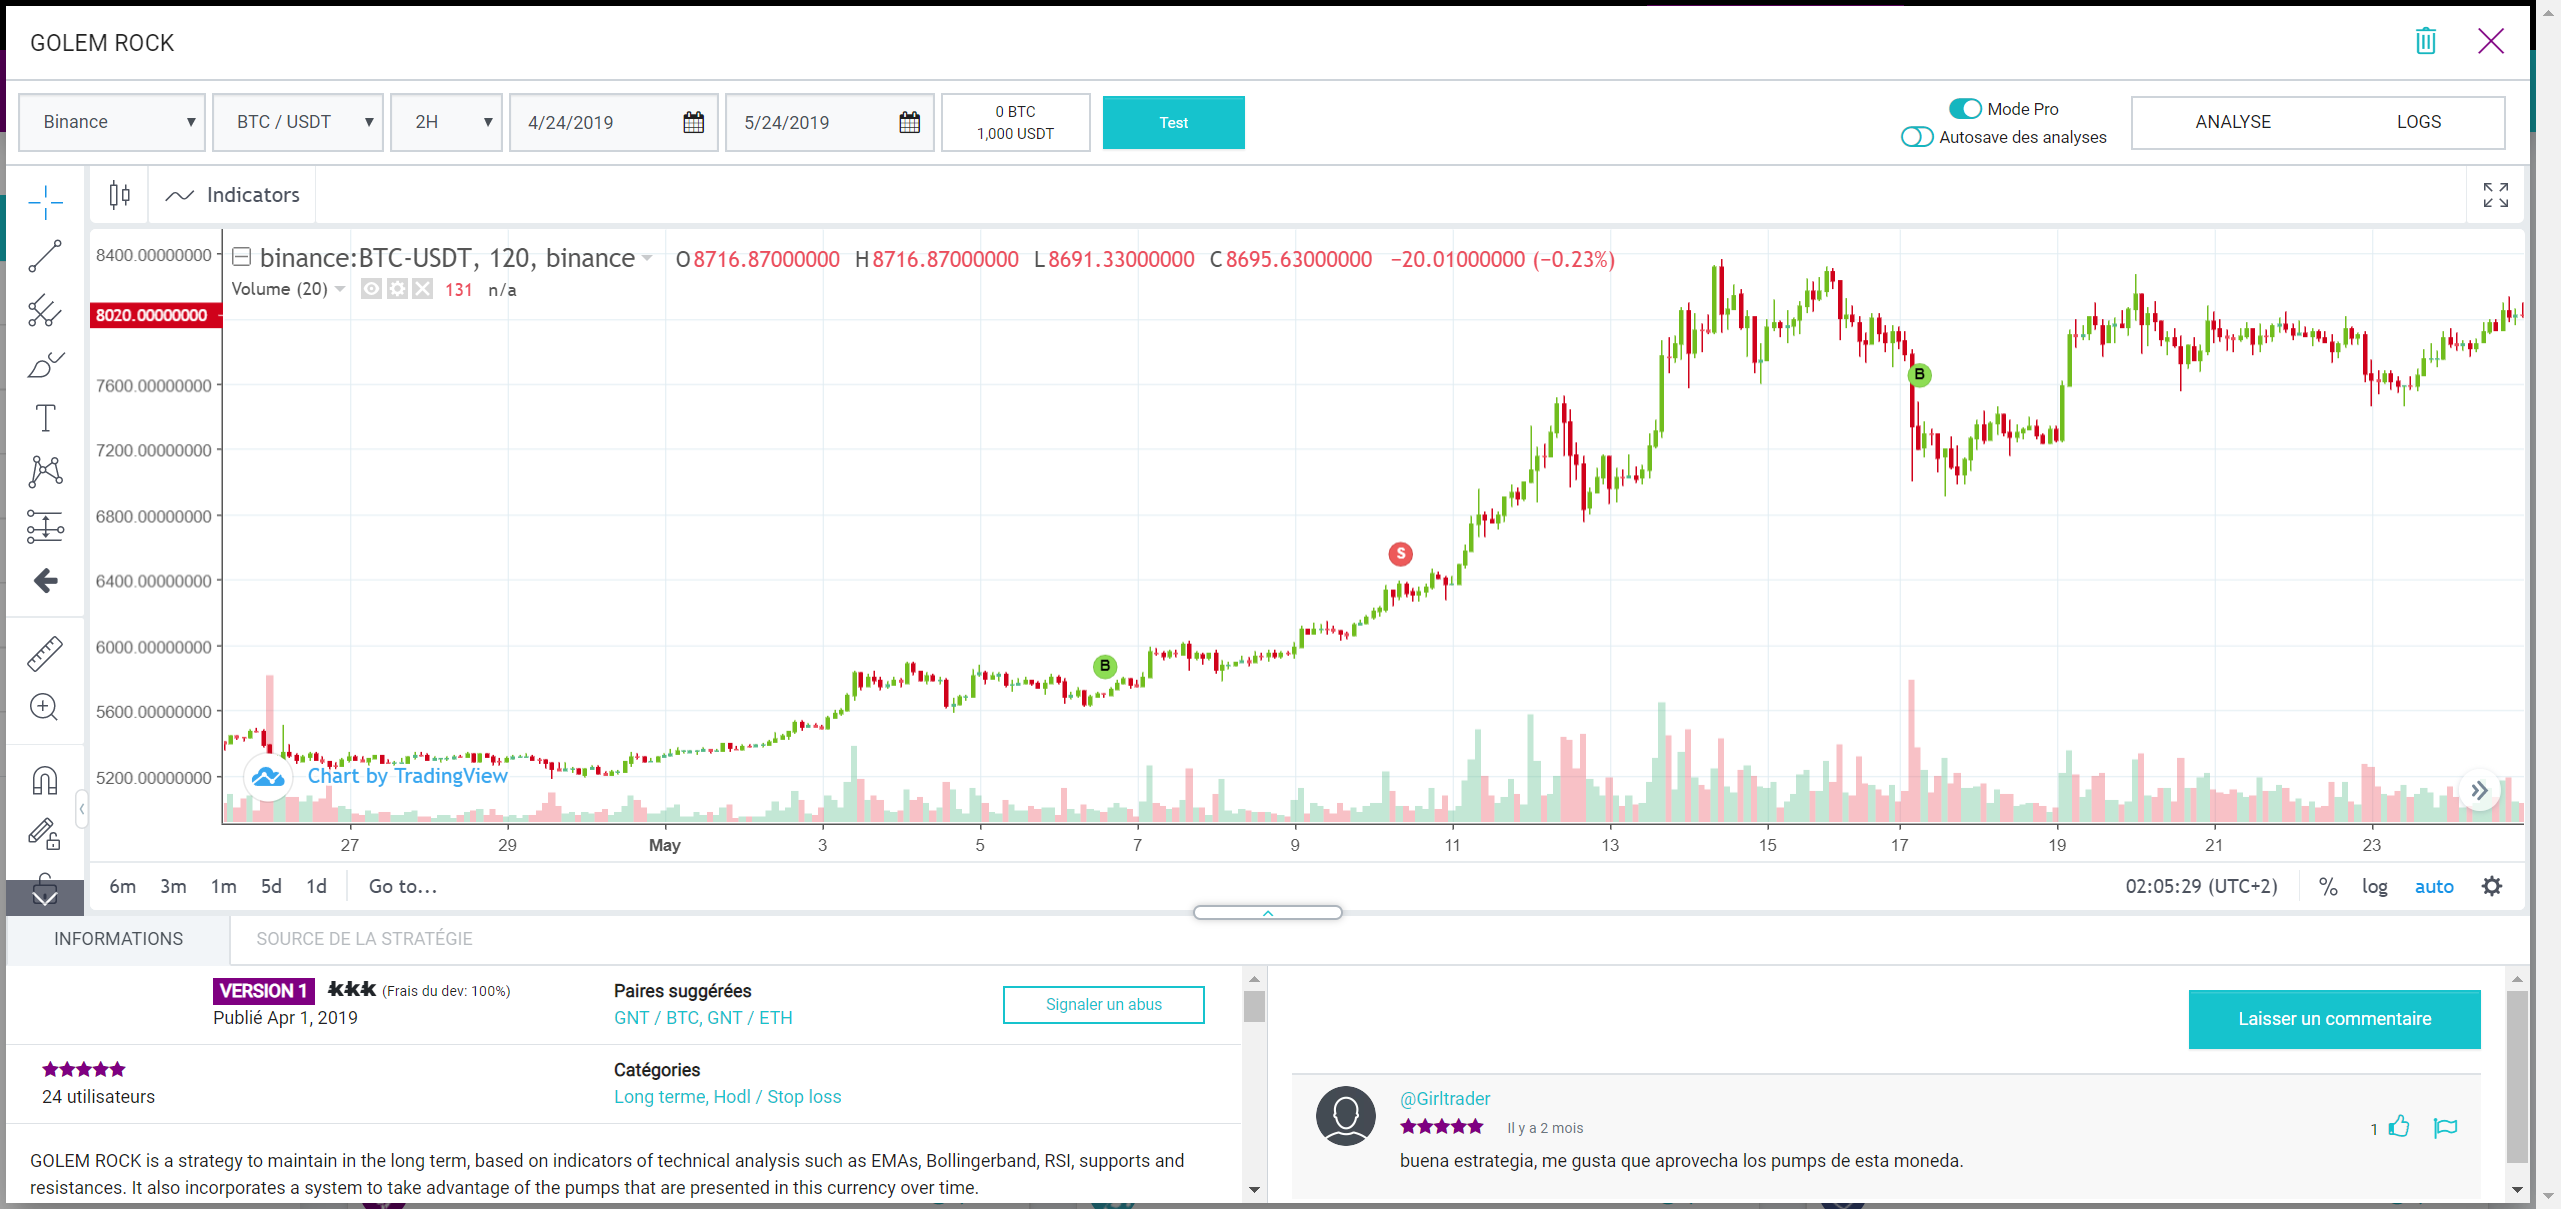 GOLEM ROCK
Binance
BTC / USDT
2H
4/24/2019
5/24/2019
0 BTC
1,000 USDT
Test
Mode Pro
Autosave des analyses
ANALYSE
LOGS
Indicators
binance:BTC-USDT, 120, binance O8716.87000000 H8716.87000000 L8691.33000000 C8695.63000000 −20.01000000 (−0.23%)
Volume (20) 131 n/a
8400.00000000
8020.00000000
7600.00000000
7200.00000000
6800.00000000
6400.00000000
6000.00000000
5600.00000000
5200.00000000
B
S
B
Chart by TradingView
27 29 May 3 5 7 9 11 13 15 17 19 21 23
6m 3m 1m 5d 1d Go to...
02:05:29 (UTC+2) % log auto
INFORMATIONS
SOURCE DE LA STRATÉGIE
VERSION 1 (Frais du dev: 100%)
Publié Apr 1, 2019
Paires suggérées
GNT / BTC, GNT / ETH
Signaler un abus
24 utilisateurs
Catégories
Long terme, Hodl / Stop loss
GOLEM ROCK is a strategy to maintain in the long term, based on indicators of technical analysis such as EMAs, Bollingerband, RSI, supports and
resistances. It also incorporates a system to take advantage of the pumps that are presented in this currency over time.
Laisser un commentaire
@Girltrader
Il y a 2 mois
1
buena estrategia, me gusta que aprovecha los pumps de esta moneda.